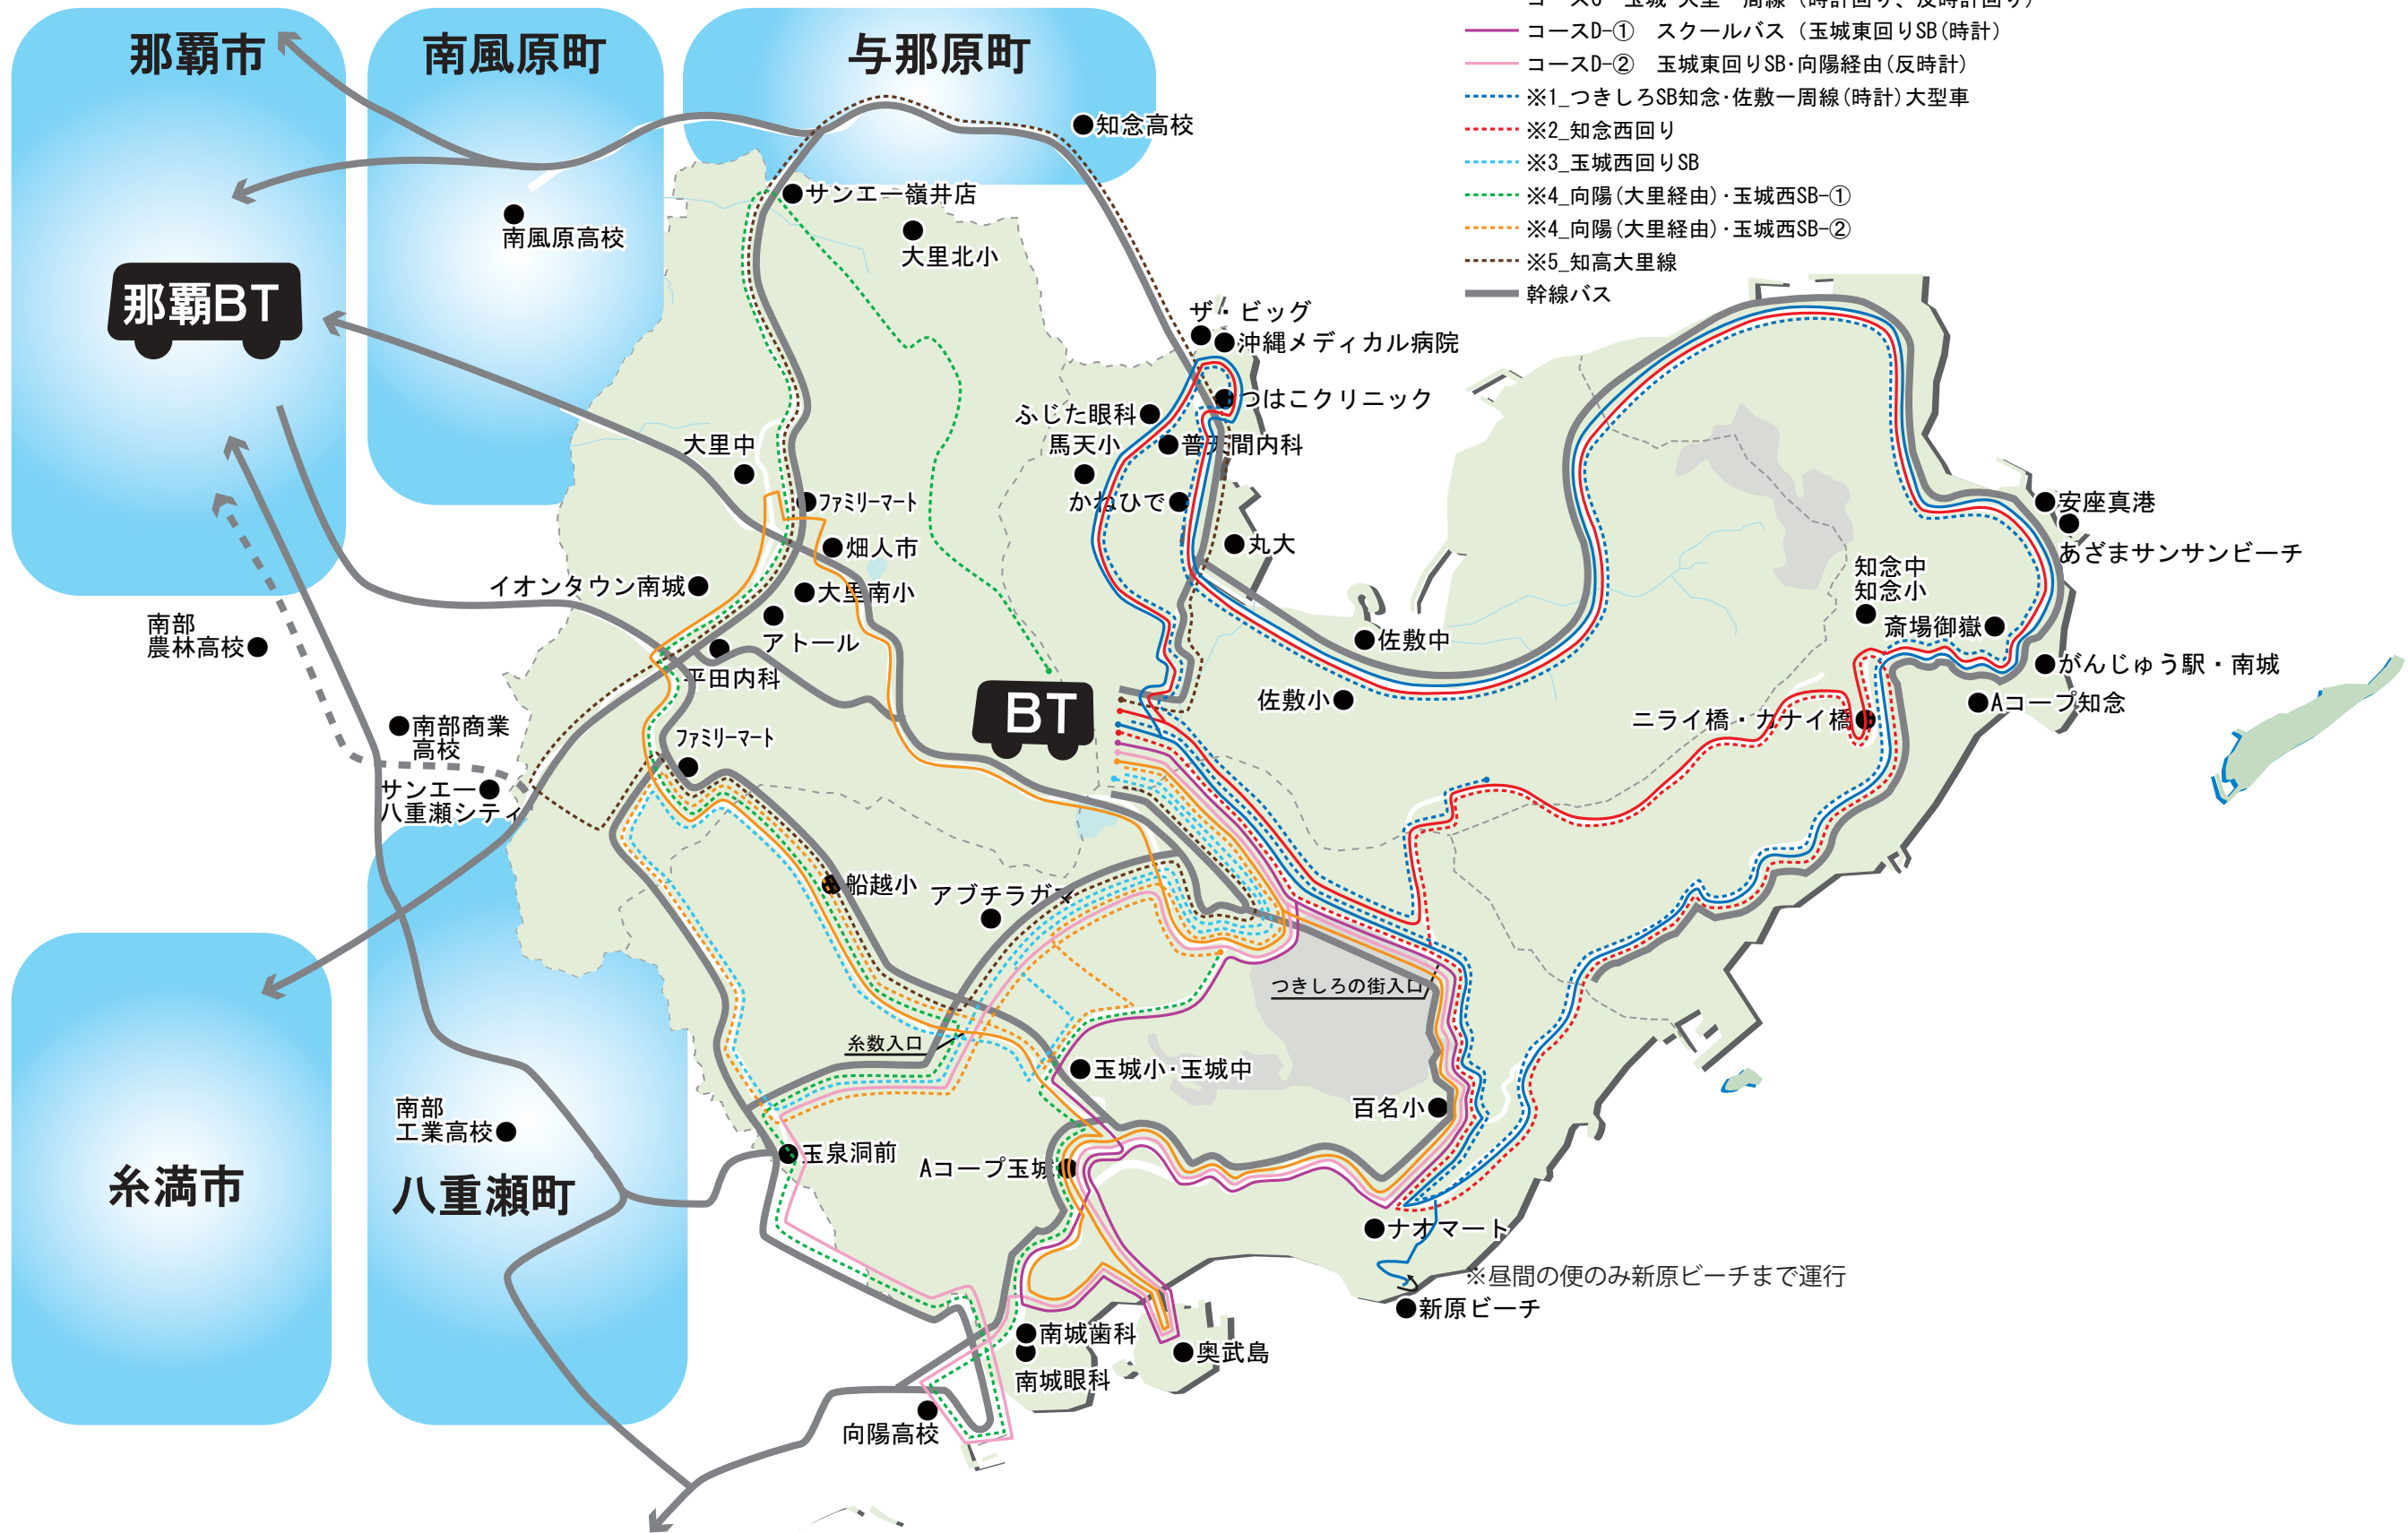 コースC 玉城・大里一周線（時計回り、反時計回り）
コースD-① スクールバス（玉城東回りSB(時計)
コースD-② 玉城東回りSB･向陽経由(反時計)
※1_つきしろSB知念･佐敷一周線(時計)大型車
※2_知念西回り
※3_玉城西回りSB
※4_向陽(大里経由)･玉城西SB-①
※4_向陽(大里経由)･玉城西SB-②
※5_知高大里線
幹線バス
那覇市
南風原町
与那原町
知念高校
サンエー嶺井店
大里北小
南風原高校
那覇BT
ザ・ビッグ
沖縄メディカル病院
つはこクリニック
ふじた眼科
馬天小
普天間内科
かねひで
丸大
大里中
ﾌｧﾐﾘｰﾏｰﾄ
畑人市
イオンタウン南城
大里南小
アトール
平田内科
安座真港
あざまサンサンビーチ
知念中
知念小
斎場御嶽
がんじゅう駅・南城
Aコープ知念
ニライ橋・カナイ橋
佐敷中
佐敷小
南部
農林高校
南部商業
高校
サンエー
八重瀬シティ
ﾌｧﾐﾘｰﾏｰﾄ
BT
船越小
アブチラガマ
つきしろの街入口
糸数入口
玉城小･玉城中
百名小
南部
工業高校
玉泉洞前
Aコープ玉城
糸満市
八重瀬町
ナオマート
※昼間の便のみ新原ビーチまで運行
新原ビーチ
南城歯科
奥武島
南城眼科
向陽高校